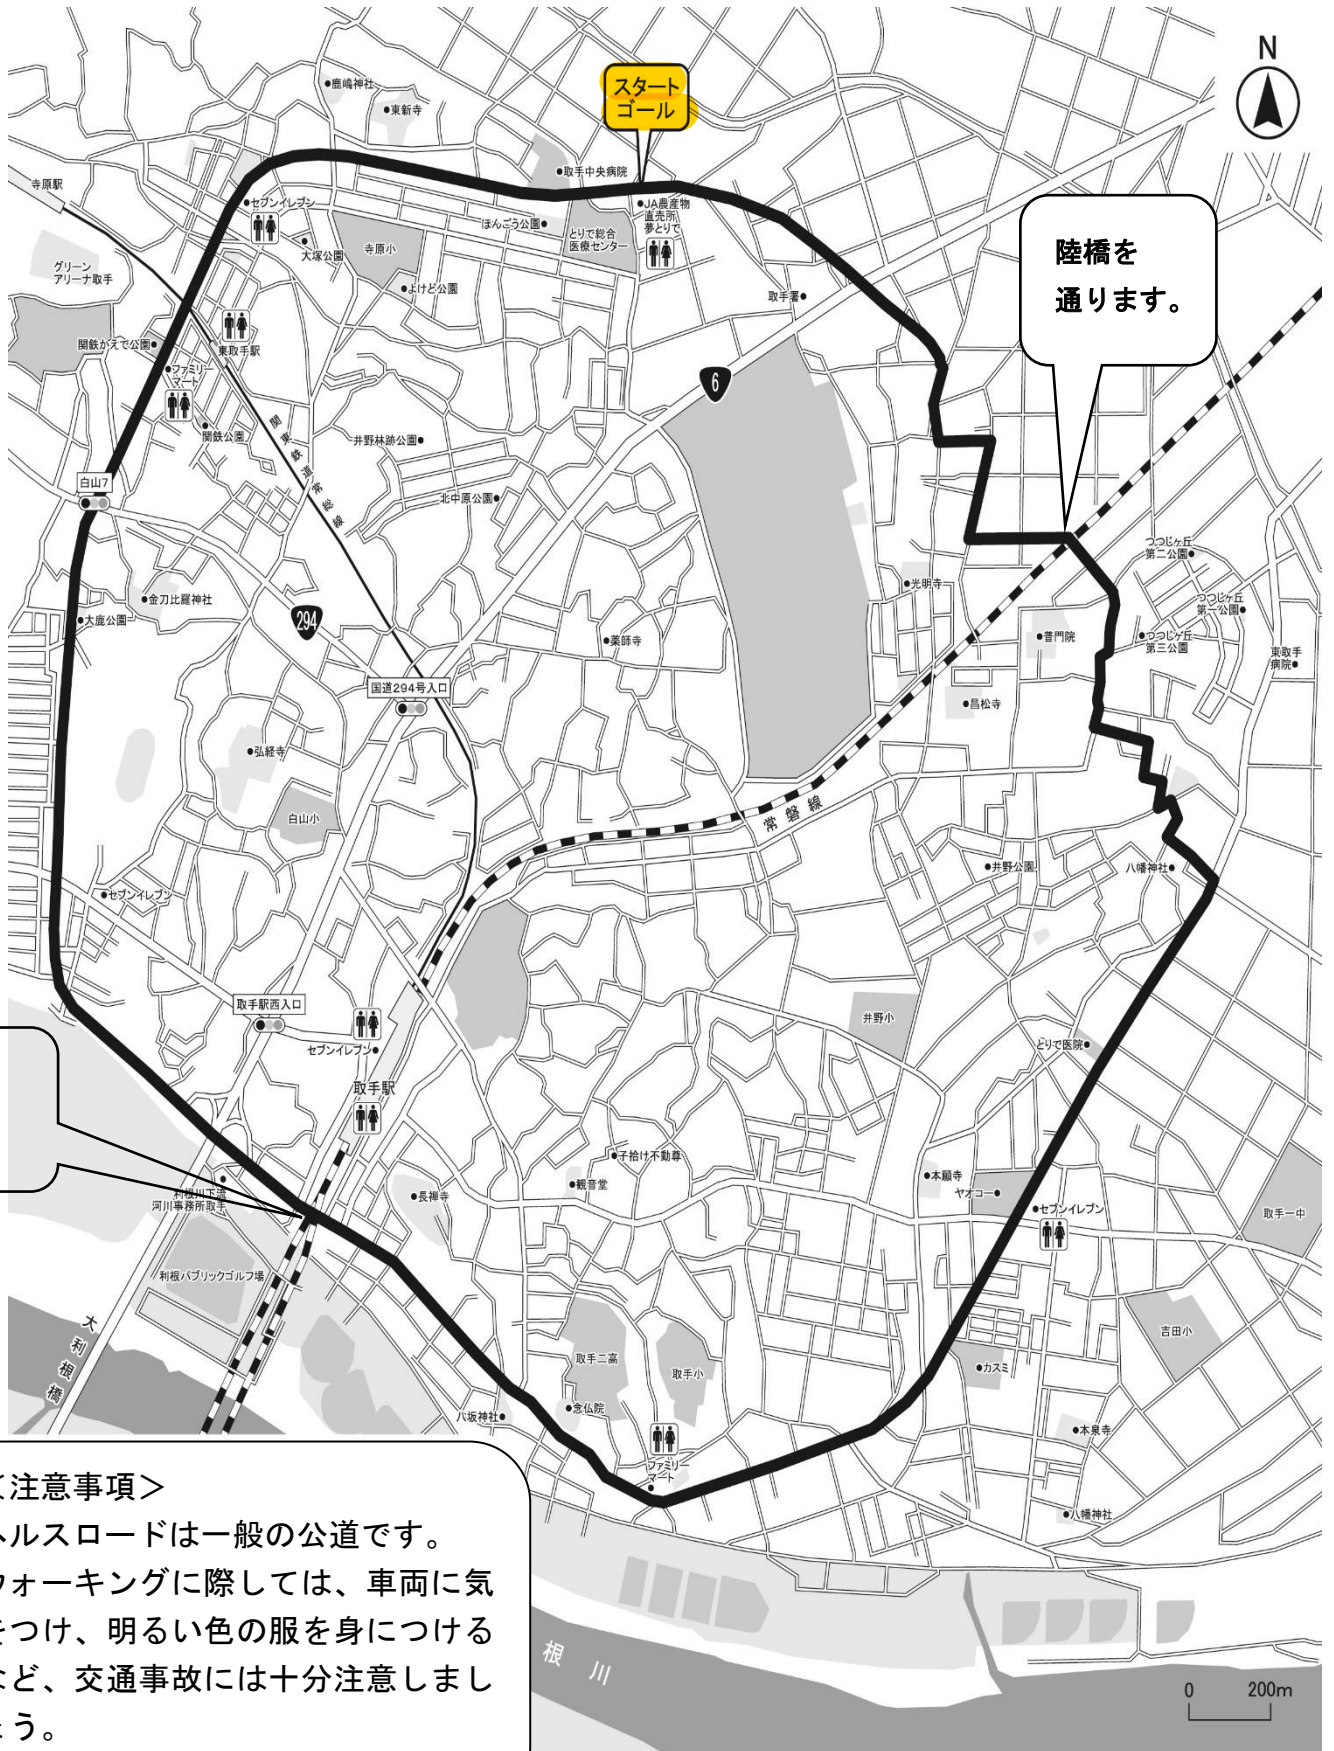 N
スタート
ゴール
鹿嶋神社
東新寺
取手中央病院
寺原駅
セブンイレブン
JA農産物
直売所
夢とりで
ほんごう公園
とりで総合
医療センター
大塚公園
寺原小
グリーン
アリーナ取手
よけど公園
取手署
陸橋を
通ります。
関鉄かえで公園
東取手駅
ファミリー
マート
6
関鉄公園
関東鉄道常総線
井野林跡公園
白山7
北中原公園
つつじヶ丘
第二公園
光明寺
金刀比羅神社
つつじヶ丘
第一公園
大鹿公園
294
薬師寺
普門院
つつじヶ丘
第三公園
東取手
病院
国道294号入口
昌松寺
弘経寺
白山小
常磐線
井野公園
八幡神社
セブンイレブン
取手駅西入口
井野小
セブンイレブン
とりで医院
取手駅
子拾け不動尊
観音堂
本願寺
ヤオコー
長禅寺
利根川下流
河川事務所取手
セブンイレブン
取手一中
利根パブリックゴルフ場
大利根橋
吉田小
取手二高
取手小
カスミ
念仏院
八坂神社
本泉寺
ファミリー
マート
八幡神社
<注意事項>
ヘルスロードは一般の公道です。
ウォーキングに際しては、車両に気
をつけ、明るい色の服を身につける
など、交通事故には十分注意しまし
ょう。
根川
0 200m